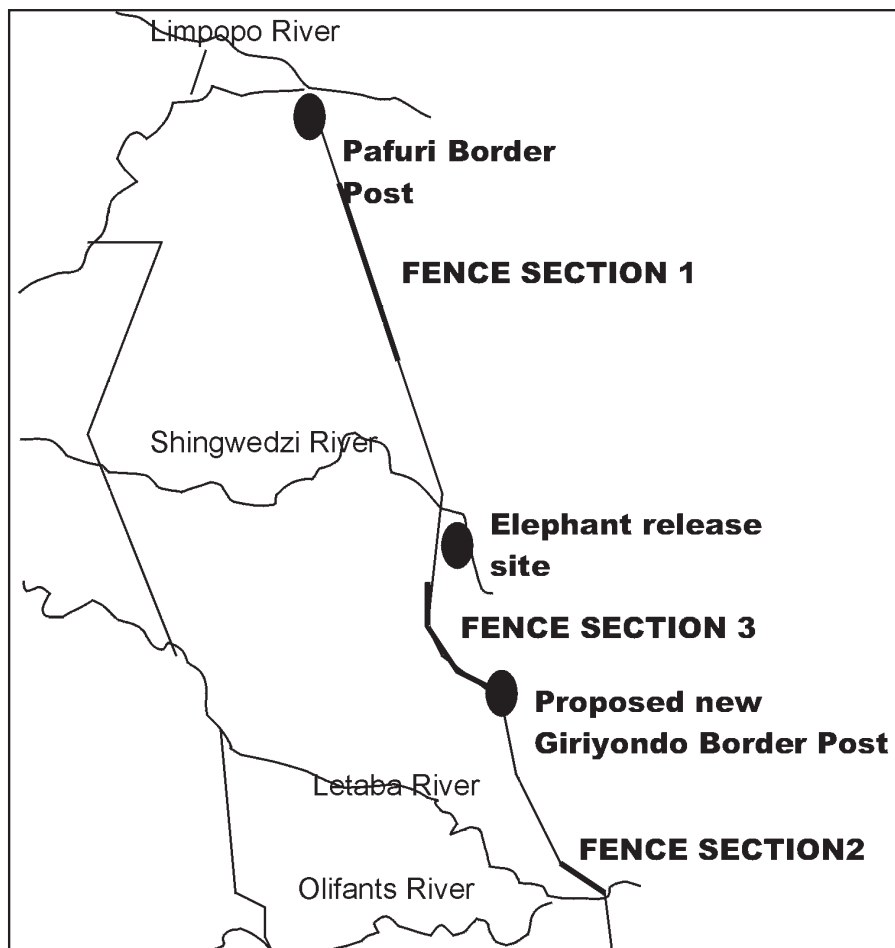 Limpopo River
Pafuri Border
Post
FENCE SECTION 1
Shingwedzi River
Elephant release
site
FENCE SECTION 3
Proposed new
Giriyondo Border Post
Letaba River
FENCE SECTION2
Olifants River